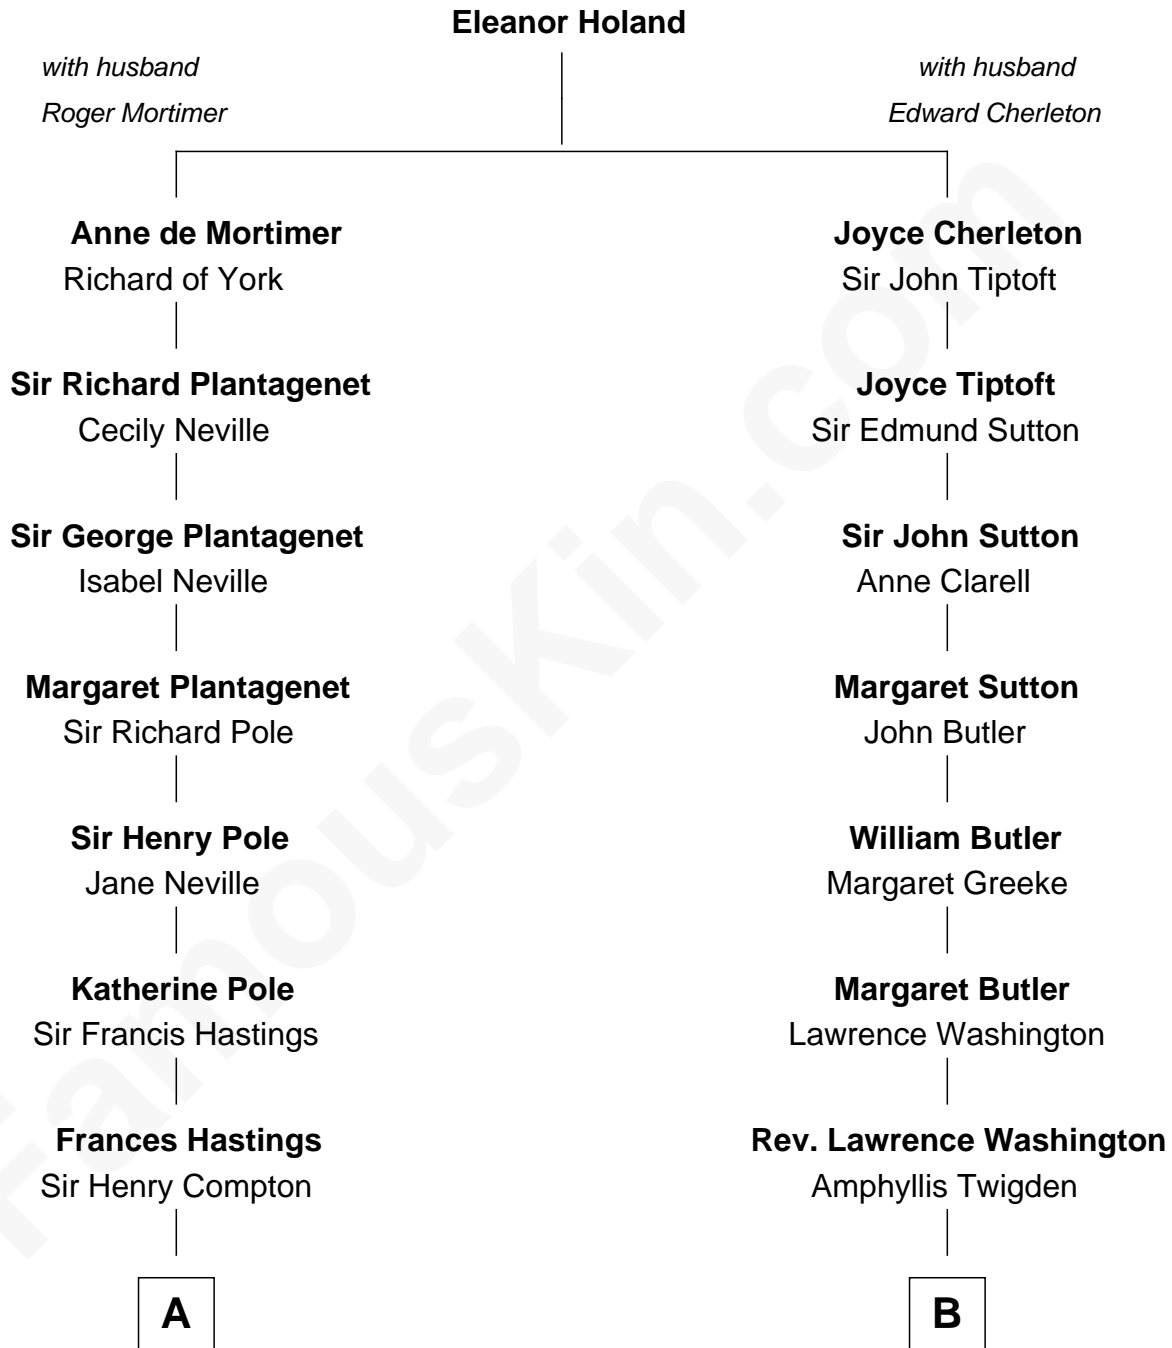 Eleanor Holand
with husband
Roger Mortimer
with husband
Edward Cherleton
Anne de Mortimer
Richard of York
Joyce Cherleton
Sir John Tiptoft
Sir Richard Plantagenet
Cecily Neville
Joyce Tiptoft
Sir Edmund Sutton
Sir George Plantagenet
Isabel Neville
Sir John Sutton
Anne Clarell
Margaret Plantagenet
Sir Richard Pole
Margaret Sutton
John Butler
Sir Henry Pole
Jane Neville
William Butler
Margaret Greeke
Katherine Pole
Sir Francis Hastings
Margaret Butler
Lawrence Washington
Frances Hastings
Sir Henry Compton
Rev. Lawrence Washington
Amphyllis Twigden
A
B
FamousKin.com